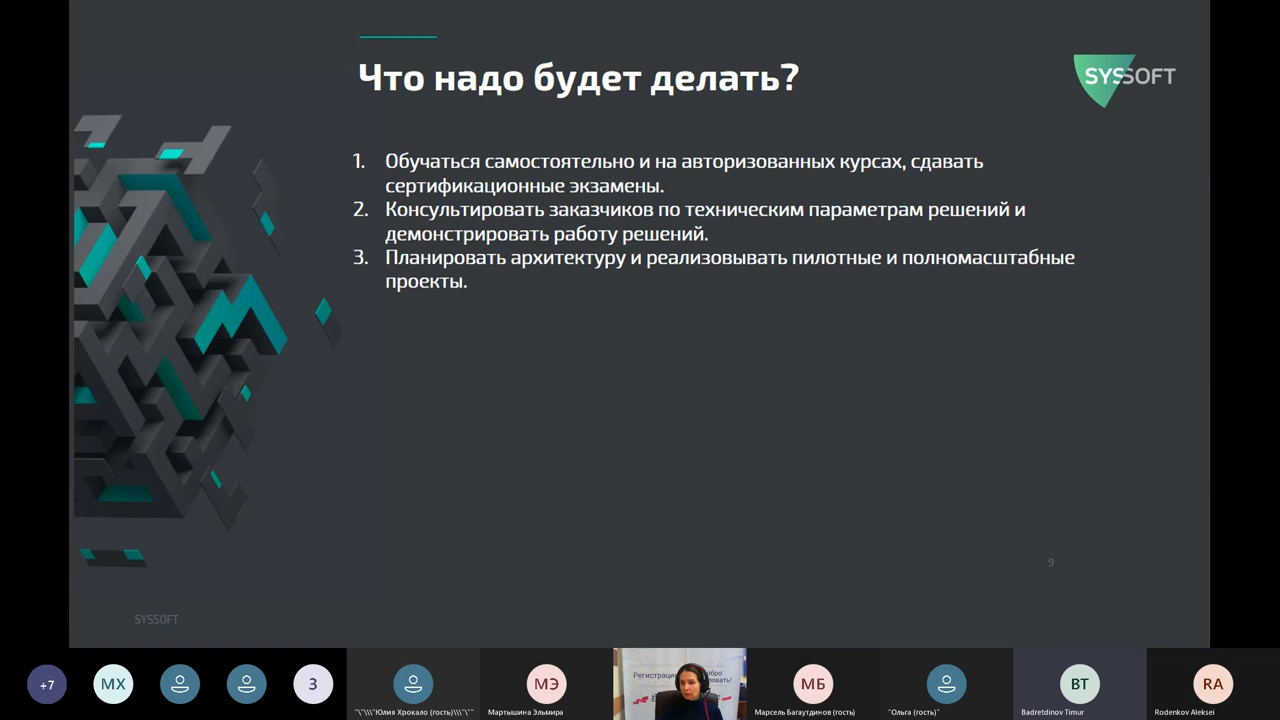 Что надо будет делать?
SYSSOFT
1. Обучаться самостоятельно и на авторизованных курсах, сдавать
сертификационные экзамены.
2. Консультировать заказчиков по техническим параметрам решений и
демонстрировать работу решений.
3. Планировать архитектуру и реализовывать пилотные и полномасштабные
проекты.
9
SYSSOFT
+7
МХ
З
МЭ
МБ
BT
RA
"\"\\\"Юлия Хрокало (гость)\\\"\""
Мартышина Эльмира
Марсель Багаутдинов (гость)
"Ольга (гость)"
Badretdinov Timur
Rodenkov Aleksei